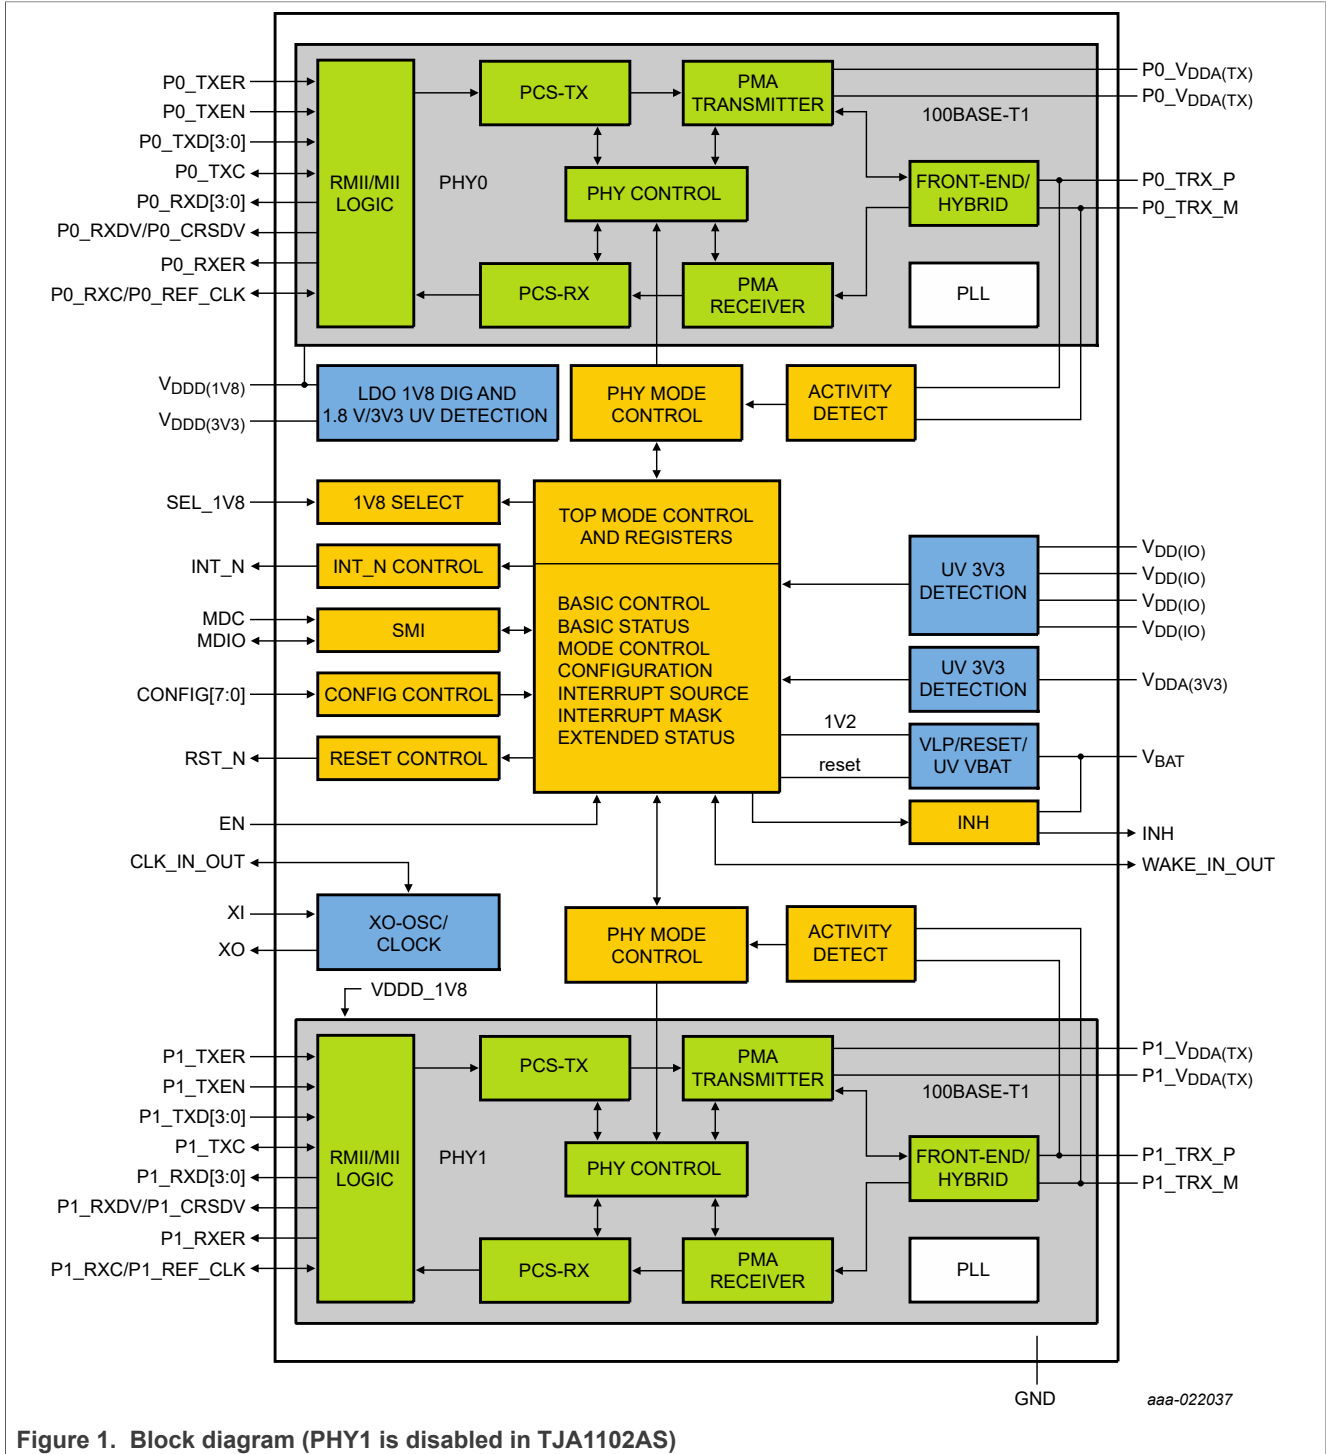 P0_TXER
P0_TXEN
P0_TXD[3:0]
P0_TXC
P0_RXD[3:0]
P0_RXDV/P0_CRSDV
P0_RXER
P0_RXC/P0_REF_CLK
RMII/MII
LOGIC
PHY0
PCS-TX
PMA
TRANSMITTER
100BASE-T1
PHY CONTROL
FRONT-END/
HYBRID
PCS-RX
PMA
RECEIVER
PLL
P0_VDDA(TX)
P0_VDDA(TX)
P0_TRX_P
P0_TRX_M
VDDD(1V8)
VDDD(3V3)
LDO 1V8 DIG AND
1.8 V/3V3 UV DETECTION
PHY MODE
CONTROL
ACTIVITY
DETECT
SEL_1V8
1V8 SELECT
INT_N
INT_N CONTROL
MDC
MDIO
SMI
CONFIG[7:0]
CONFIG CONTROL
RST_N
RESET CONTROL
TOP MODE CONTROL
AND REGISTERS
BASIC CONTROL
BASIC STATUS
MODE CONTROL
CONFIGURATION
INTERRUPT SOURCE
INTERRUPT MASK
EXTENDED STATUS
UV 3V3
DETECTION
VDD(IO)
VDD(IO)
VDD(IO)
VDD(IO)
UV 3V3
DETECTION
VDDA(3V3)
1V2
reset
VLP/RESET/
UV VBAT
VBAT
INH
INH
WAKE_IN_OUT
EN
CLK_IN_OUT
XI
XO
XO-OSC/
CLOCK
PHY MODE
CONTROL
ACTIVITY
DETECT
VDDD_1V8
P1_TXER
P1_TXEN
P1_TXD[3:0]
P1_TXC
P1_RXD[3:0]
P1_RXDV/P1_CRSDV
P1_RXER
P1_RXC/P1_REF_CLK
RMII/MII
LOGIC
PHY1
PCS-TX
PMA
TRANSMITTER
100BASE-T1
PHY CONTROL
FRONT-END/
HYBRID
PCS-RX
PMA
RECEIVER
PLL
P1_VDDA(TX)
P1_VDDA(TX)
P1_TRX_P
P1_TRX_M
GND
aaa-022037
Figure 1. Block diagram (PHY1 is disabled in TJA1102AS)